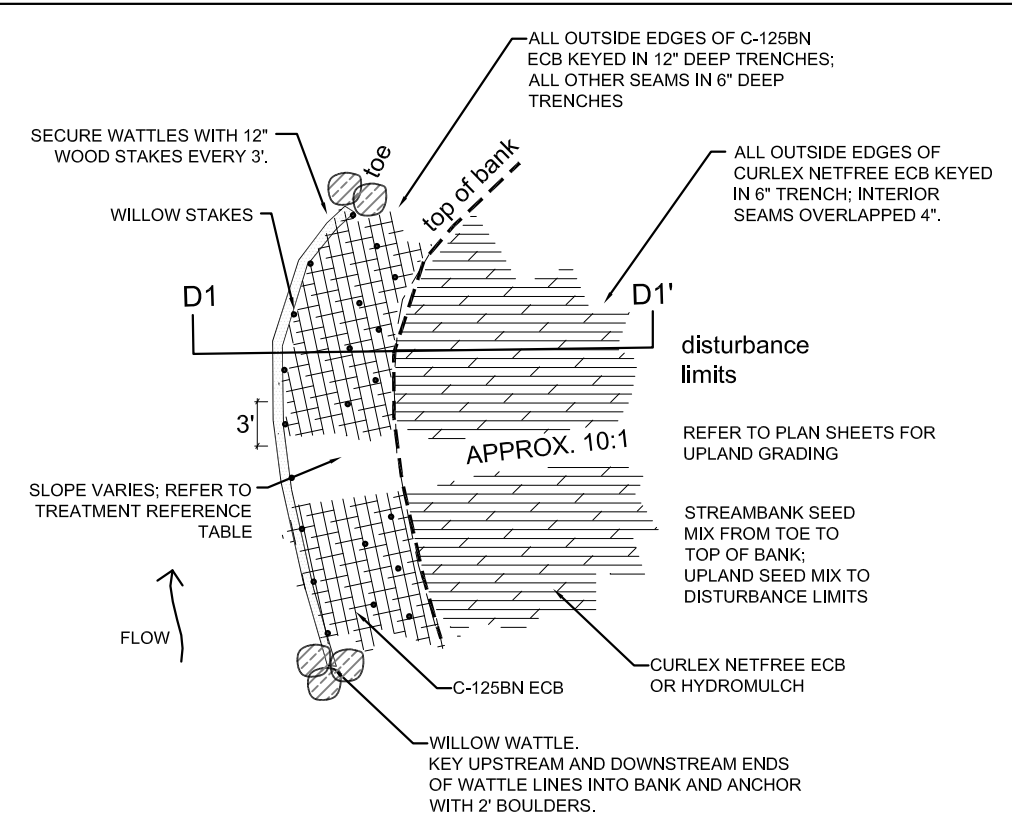 ALL OUTSIDE EDGES OF C-125BN
ECB KEYED IN 12" DEEP TRENCHES;
ALL OTHER SEAMS IN 6" DEEP
TRENCHES
SECURE WATTLES WITH 12"
WOOD STAKES EVERY 3'.
toe
top of bank
ALL OUTSIDE EDGES OF
CURLEX NETFREE ECB KEYED
IN 6" TRENCH; INTERIOR
SEAMS OVERLAPPED 4".
WILLOW STAKES
D1
D1'
disturbance
limits
3'
APPROX. 10:1
REFER TO PLAN SHEETS FOR
UPLAND GRADING
SLOPE VARIES; REFER TO
TREATMENT REFERENCE
TABLE
STREAMBANK SEED
MIX FROM TOE TO
TOP OF BANK;
UPLAND SEED MIX TO
DISTURBANCE LIMITS
FLOW
CURLEX NETFREE ECB
OR HYDROMULCH
C-125BN ECB
WILLOW WATTLE.
KEY UPSTREAM AND DOWNSTREAM ENDS
OF WATTLE LINES INTO BANK AND ANCHOR
WITH 2' BOULDERS.